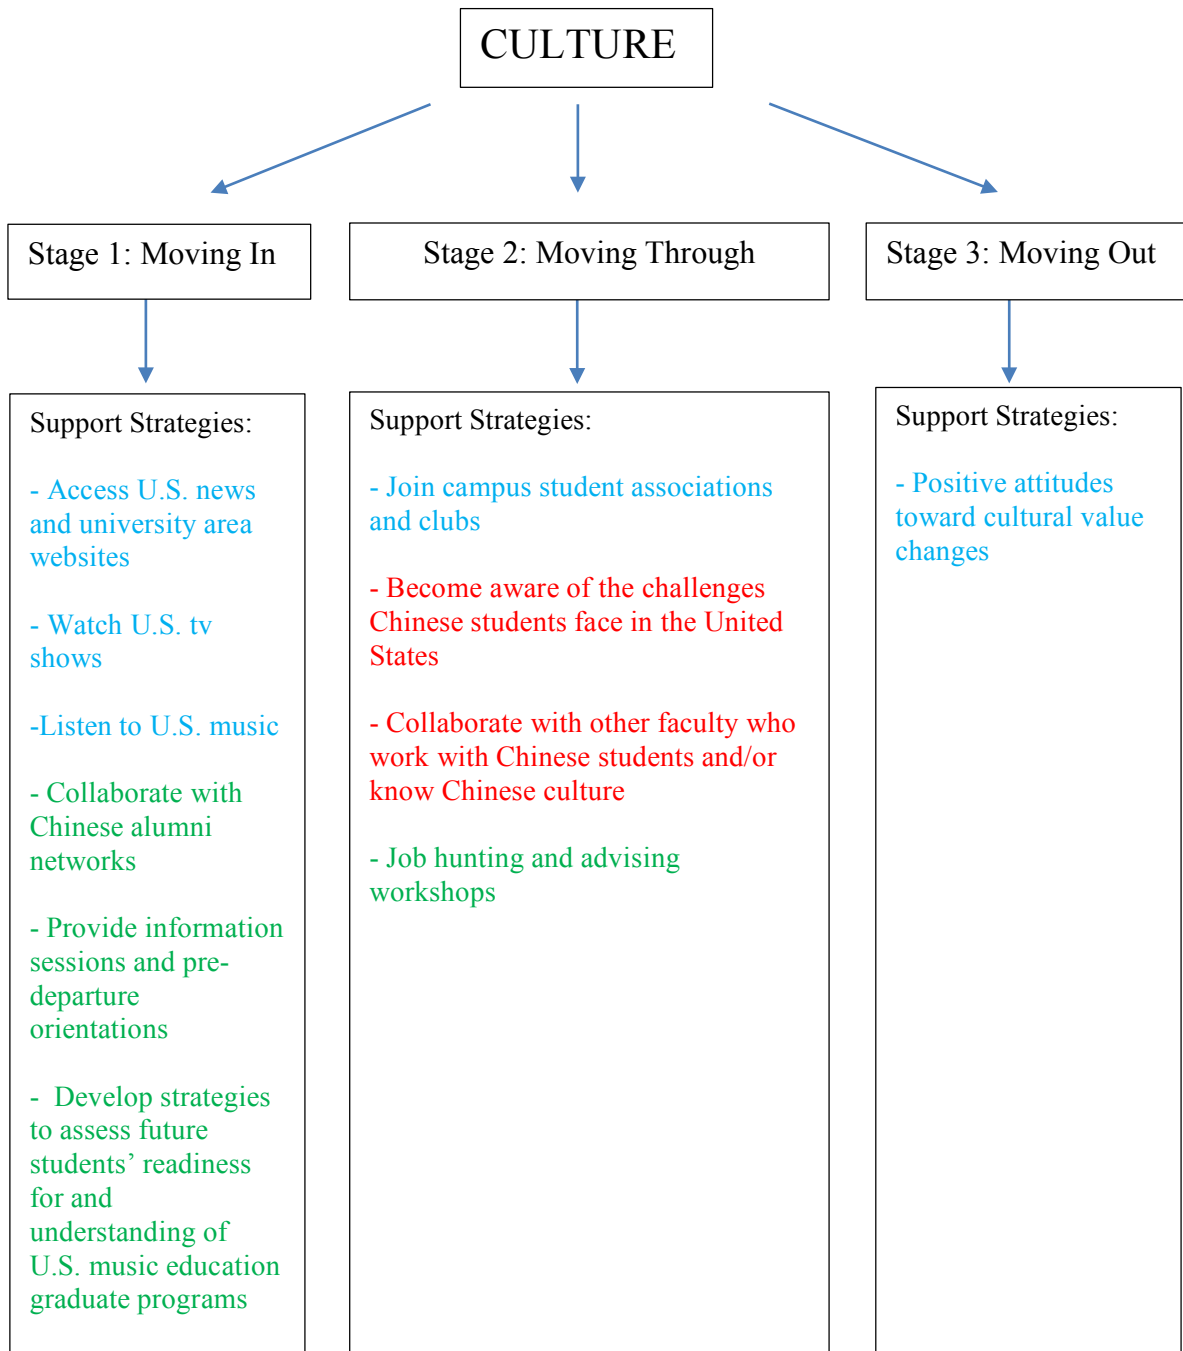 CULTURE
Stage 1: Moving In
Stage 2: Moving Through
Stage 3: Moving Out
Support Strategies:
- Access U.S. news
and university area
websites
- Watch U.S. tv
shows
-Listen to U.S. music
- Collaborate with
Chinese alumni
networks
- Provide information
sessions and pre-
departure
orientations
-  Develop strategies
to assess future
students’ readiness
for and
understanding of
U.S. music education
graduate programs
Support Strategies:
- Join campus student associations
and clubs
- Become aware of the challenges
Chinese students face in the United
States
- Collaborate with other faculty who
work with Chinese students and/or
know Chinese culture
- Job hunting and advising
workshops
Support Strategies:
- Positive attitudes
toward cultural value
changes